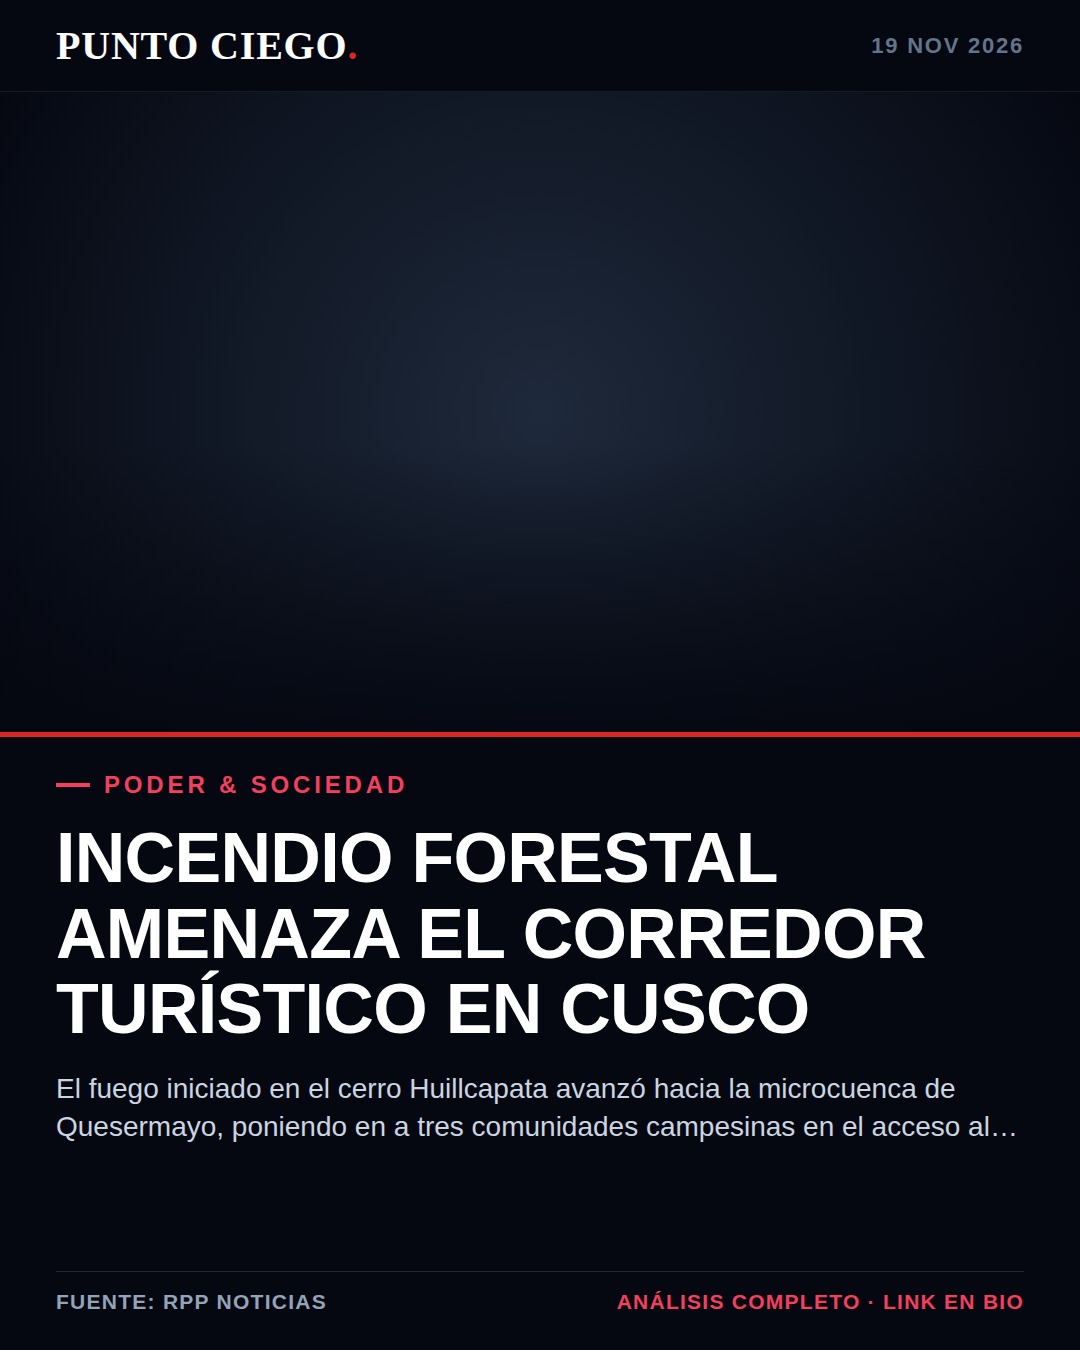 PUNTO CIEGO.
19 NOV 2026
PODER & SOCIEDAD
INCENDIO FORESTAL
AMENAZA EL CORREDOR
TURÍSTICO EN CUSCO
El fuego iniciado en el cerro Huillcapata avanzó hacia la microcuenca de
Quesermayo, poniendo en a tres comunidades campesinas en el acceso al…
FUENTE: RPP NOTICIAS
ANÁLISIS COMPLETO · LINK EN BIO